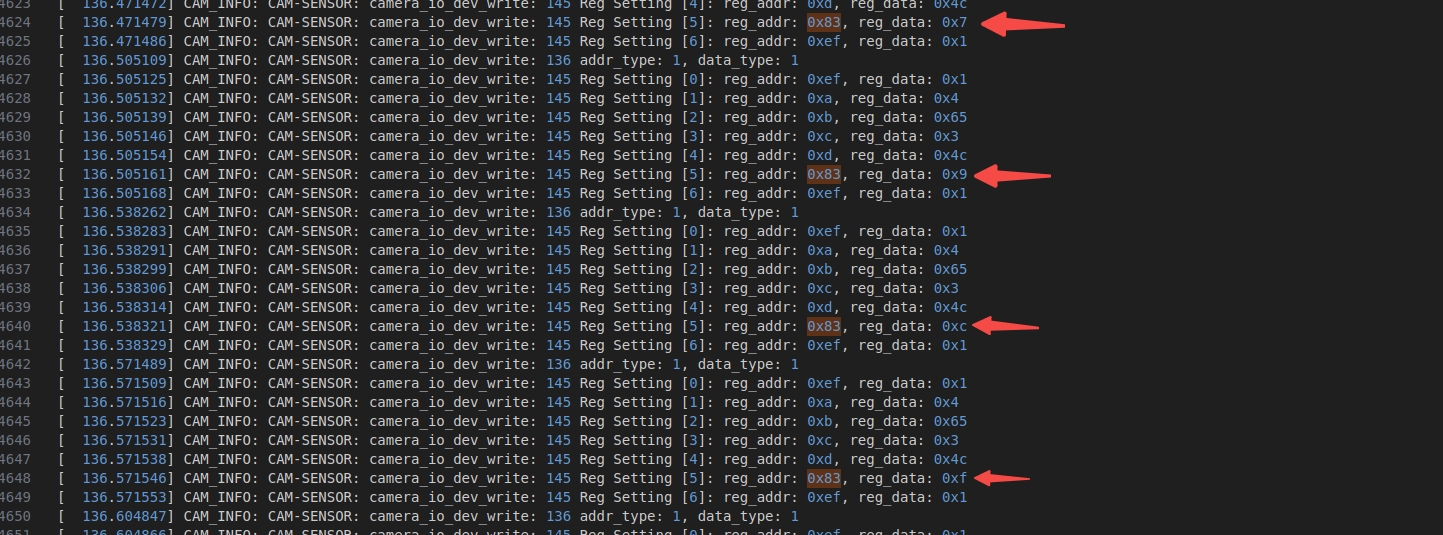 4623 [ 136.471472] CAM_INFO: CAM-SENSOR: camera_io_dev_write: 145 Reg Setting [4]: reg_addr: 0xd, reg_data: 0x4c
4624 [ 136.471479] CAM_INFO: CAM-SENSOR: camera_io_dev_write: 145 Reg Setting [5]: reg_addr: 0x83, reg_data: 0x7
4625 [ 136.471486] CAM_INFO: CAM-SENSOR: camera_io_dev_write: 145 Reg Setting [6]: reg_addr: 0xef, reg_data: 0x1
4626 [ 136.505109] CAM_INFO: CAM-SENSOR: camera_io_dev_write: 136 addr_type: 1, data_type: 1
4627 [ 136.505125] CAM_INFO: CAM-SENSOR: camera_io_dev_write: 145 Reg Setting [0]: reg_addr: 0xef, reg_data: 0x1
4628 [ 136.505132] CAM_INFO: CAM-SENSOR: camera_io_dev_write: 145 Reg Setting [1]: reg_addr: 0xa, reg_data: 0x4
4629 [ 136.505139] CAM_INFO: CAM-SENSOR: camera_io_dev_write: 145 Reg Setting [2]: reg_addr: 0xb, reg_data: 0x65
4630 [ 136.505146] CAM_INFO: CAM-SENSOR: camera_io_dev_write: 145 Reg Setting [3]: reg_addr: 0xc, reg_data: 0x3
4631 [ 136.505154] CAM_INFO: CAM-SENSOR: camera_io_dev_write: 145 Reg Setting [4]: reg_addr: 0xd, reg_data: 0x4c
4632 [ 136.505161] CAM_INFO: CAM-SENSOR: camera_io_dev_write: 145 Reg Setting [5]: reg_addr: 0x83, reg_data: 0x9
4633 [ 136.505168] CAM_INFO: CAM-SENSOR: camera_io_dev_write: 145 Reg Setting [6]: reg_addr: 0xef, reg_data: 0x1
4634 [ 136.538262] CAM_INFO: CAM-SENSOR: camera_io_dev_write: 136 addr_type: 1, data_type: 1
4635 [ 136.538283] CAM_INFO: CAM-SENSOR: camera_io_dev_write: 145 Reg Setting [0]: reg_addr: 0xef, reg_data: 0x1
4636 [ 136.538291] CAM_INFO: CAM-SENSOR: camera_io_dev_write: 145 Reg Setting [1]: reg_addr: 0xa, reg_data: 0x4
4637 [ 136.538299] CAM_INFO: CAM-SENSOR: camera_io_dev_write: 145 Reg Setting [2]: reg_addr: 0xb, reg_data: 0x65
4638 [ 136.538306] CAM_INFO: CAM-SENSOR: camera_io_dev_write: 145 Reg Setting [3]: reg_addr: 0xc, reg_data: 0x3
4639 [ 136.538314] CAM_INFO: CAM-SENSOR: camera_io_dev_write: 145 Reg Setting [4]: reg_addr: 0xd, reg_data: 0x4c
4640 [ 136.538321] CAM_INFO: CAM-SENSOR: camera_io_dev_write: 145 Reg Setting [5]: reg_addr: 0x83, reg_data: 0xc
4641 [ 136.538329] CAM_INFO: CAM-SENSOR: camera_io_dev_write: 145 Reg Setting [6]: reg_addr: 0xef, reg_data: 0x1
4642 [ 136.571489] CAM_INFO: CAM-SENSOR: camera_io_dev_write: 136 addr_type: 1, data_type: 1
4643 [ 136.571509] CAM_INFO: CAM-SENSOR: camera_io_dev_write: 145 Reg Setting [0]: reg_addr: 0xef, reg_data: 0x1
4644 [ 136.571516] CAM_INFO: CAM-SENSOR: camera_io_dev_write: 145 Reg Setting [1]: reg_addr: 0xa, reg_data: 0x4
4645 [ 136.571523] CAM_INFO: CAM-SENSOR: camera_io_dev_write: 145 Reg Setting [2]: reg_addr: 0xb, reg_data: 0x65
4646 [ 136.571531] CAM_INFO: CAM-SENSOR: camera_io_dev_write: 145 Reg Setting [3]: reg_addr: 0xc, reg_data: 0x3
4647 [ 136.571538] CAM_INFO: CAM-SENSOR: camera_io_dev_write: 145 Reg Setting [4]: reg_addr: 0xd, reg_data: 0x4c
4648 [ 136.571546] CAM_INFO: CAM-SENSOR: camera_io_dev_write: 145 Reg Setting [5]: reg_addr: 0x83, reg_data: 0xf
4649 [ 136.571553] CAM_INFO: CAM-SENSOR: camera_io_dev_write: 145 Reg Setting [6]: reg_addr: 0xef, reg_data: 0x1
4650 [ 136.604847] CAM_INFO: CAM-SENSOR: camera_io_dev_write: 136 addr_type: 1, data_type: 1
4651 [ 136.604866] CAM_INFO: CAM-SENSOR: camera_io_dev_write: 145 Reg Setting [0]: reg_addr: 0xef, reg_data: 0x1